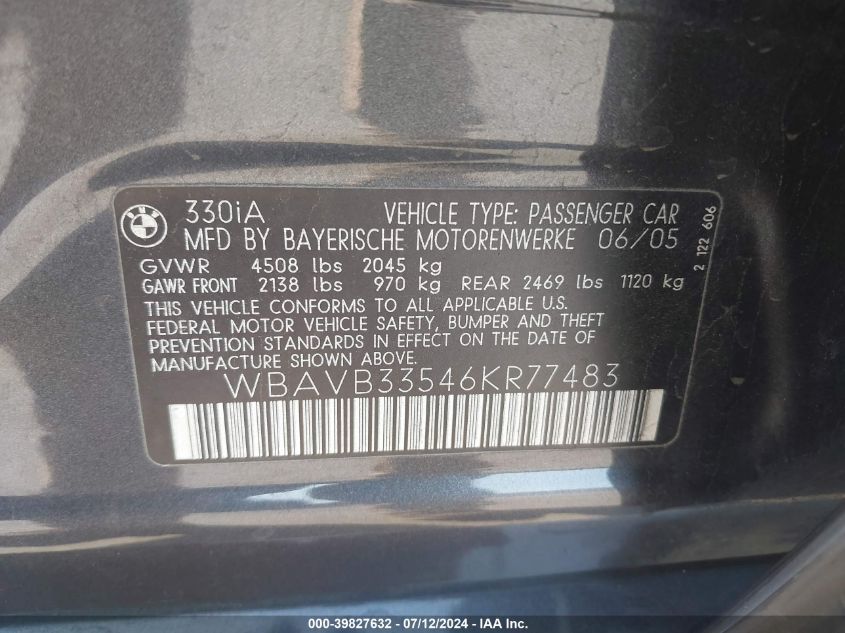 BMW
330iA VEHICLE TYPE: PASSENGER CAR
MFD BY BAYERISCHE MOTORENWERKE 06/05
GVWR 4508 lbs 2045 kg
GAWR FRONT 2138 lbs 970 kg REAR 2469 lbs 1120 kg
THIS VEHICLE CONFORMS TO ALL APPLICABLE U.S.
FEDERAL MOTOR VEHICLE SAFETY, BUMPER AND THEFT
PREVENTION STANDARDS IN EFFECT ON THE DATE OF
MANUFACTURE SHOWN ABOVE.
WBAVB33546KR77483
2 122 606
000-39827632 - 07/12/2024 - IAA Inc.